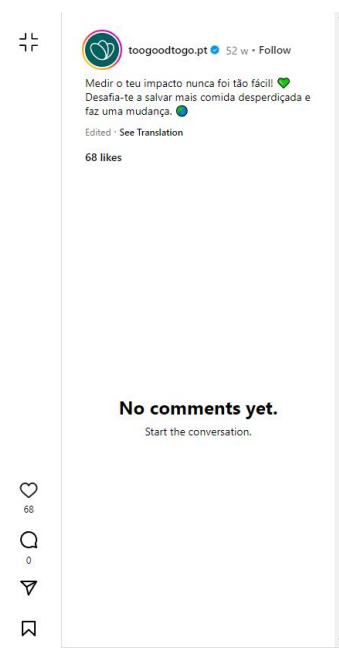 toogoodtogo.pt 52 w • Follow
Medir o teu impacto nunca foi tão fácil! 💚
Desafia-te a salvar mais comida desperdiçada e
faz uma mudança. 🌍
Edited · See Translation
68 likes
No comments yet.
Start the conversation.
68
0